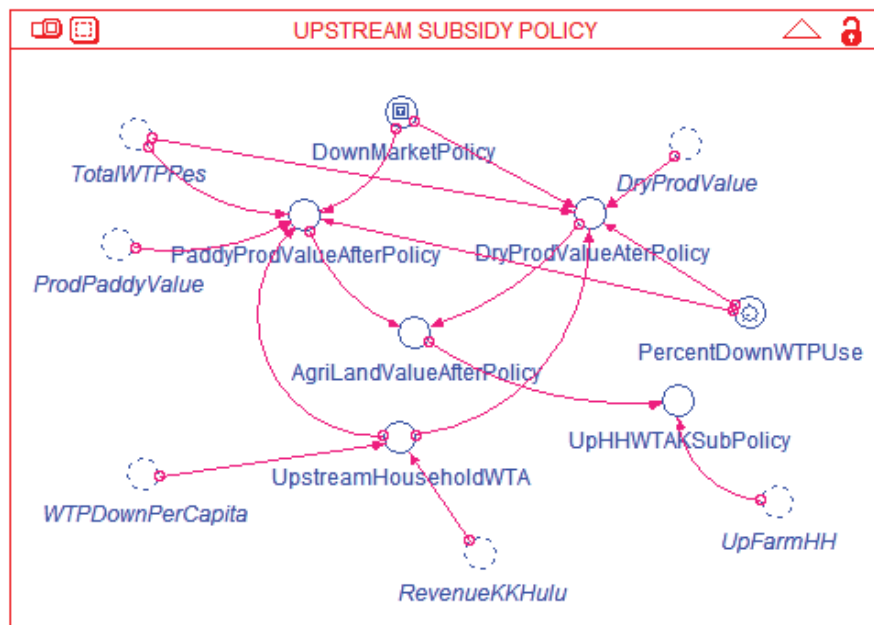 UPSTREAM SUBSIDY POLICY
TotalWTPPes
DownMarketPolicy
DryProdValue
PaddyProdValueAfterPolicy
DryProdValueAterPolicy
ProdPaddyValue
PercentDownWTPUse
AgriLandValueAfterPolicy
UpHHWTAKSubPolicy
UpstreamHouseholdWTA
WTPDownPerCapita
UpFarmHH
RevenueKKHulu